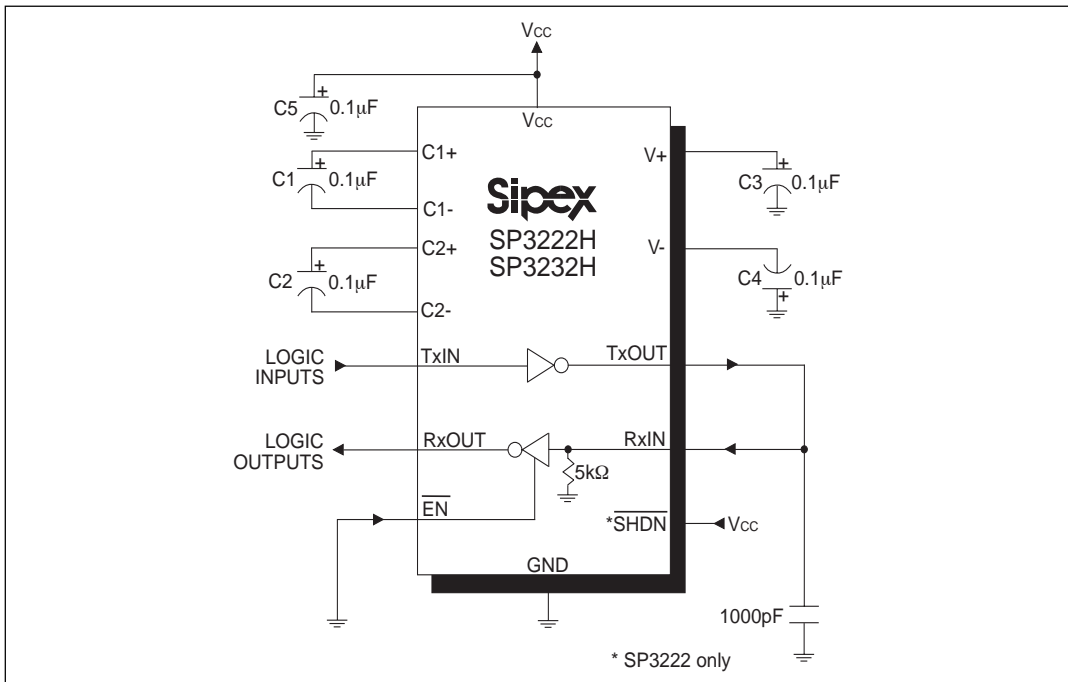 Vcc
C5
+
0.1µF
Vcc
C1+
C1
+
0.1µF
C1-
C2+
C2
+
0.1µF
C2-
Sipex
SP3222H
SP3232H
V+
C3
+
0.1µF
V-
C4
+
0.1µF
LOGIC
INPUTS
TxIN
TxOUT
LOGIC
OUTPUTS
RxOUT
RxIN
5kΩ
EN
*SHDN
Vcc
GND
1000pF
* SP3222 only